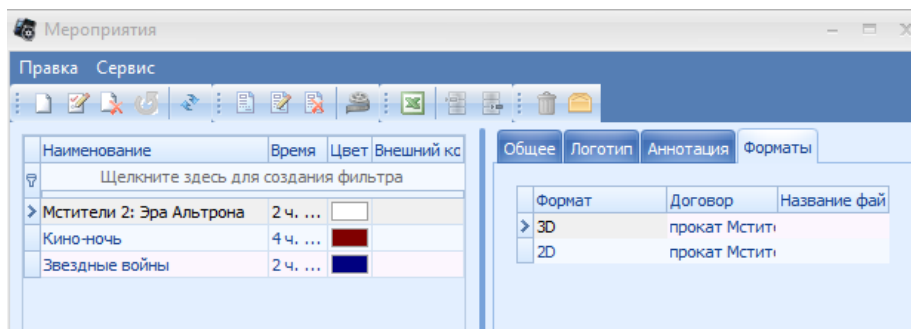 Мероприятия
Правка Сервис
Наименование Время Цвет Внешний кс
Щелкните здесь для создания фильтра
Мстители 2: Эра Альтрона 2 ч. ...
Кино-ночь 4 ч. ...
Звездные войны 2 ч. ...
Общее Логотип Аннотация Форматы
Формат Договор Название фай
3D прокат Мстит
2D прокат Мстит